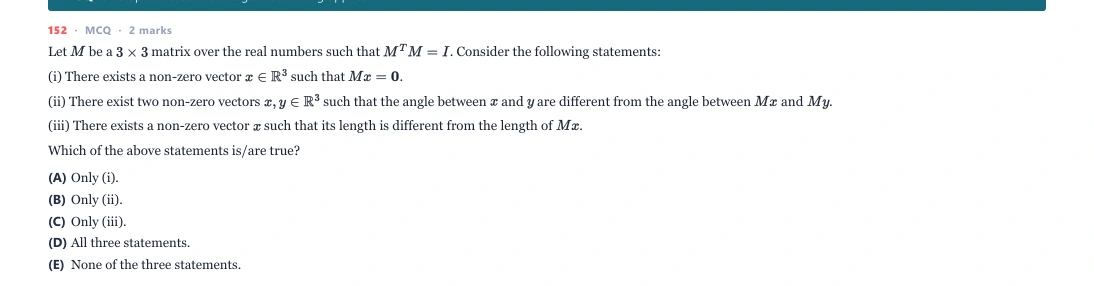 152 · MCQ · 2 marks
Let M be a 3 × 3 matrix over the real numbers such that MᵀM = I. Consider the following statements:
(i) There exists a non-zero vector x ∈ ℝ³ such that Mx = 0.
(ii) There exist two non-zero vectors x, y ∈ ℝ³ such that the angle between x and y are different from the angle between Mx and My.
(iii) There exists a non-zero vector x such that its length is different from the length of Mx.
Which of the above statements is/are true?
(A) Only (i).
(B) Only (ii).
(C) Only (iii).
(D) All three statements.
(E) None of the three statements.